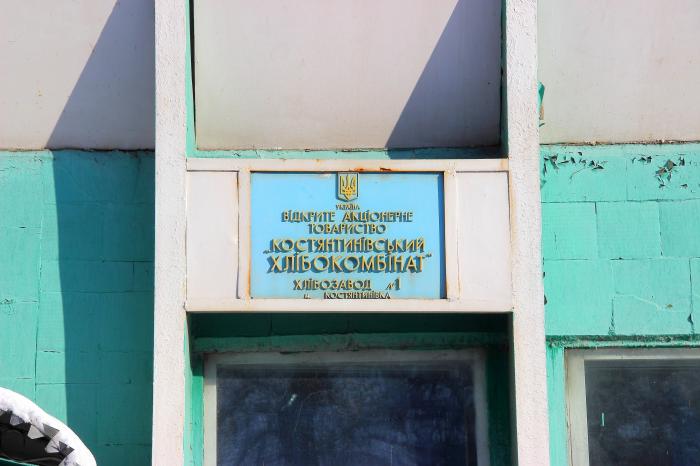 УКРАЇНА
ВІДКРИТЕ АКЦІОНЕРНЕ
ТОВАРИСТВО
„КОСТЯНТИНІВСЬКИЙ
ХЛІБОКОМБІНАТ“
ХЛІБОЗАВОД №1
м. КОСТЯНТИНІВКА